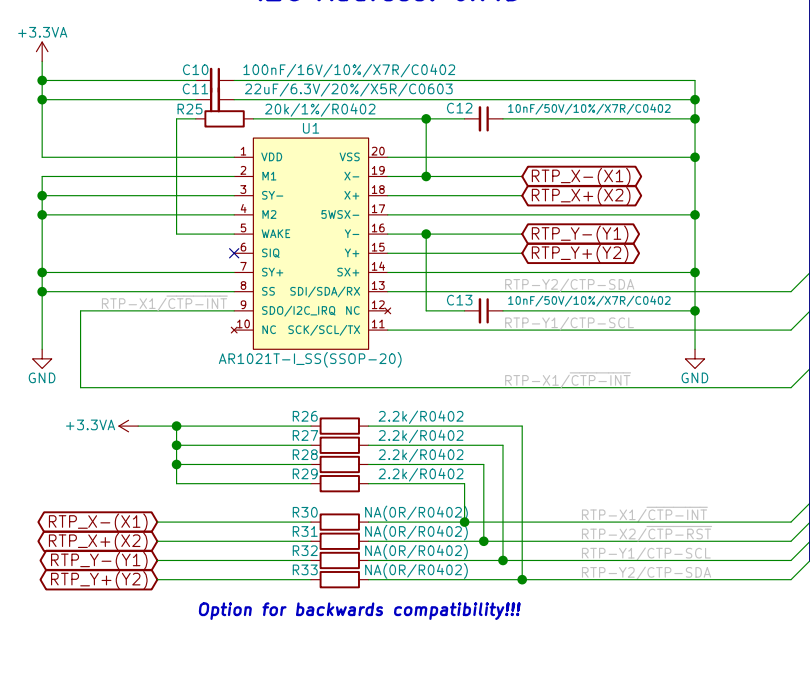 +3.3VA
C10 100nF/16V/10%/X7R/C0402
C11 22uF/6.3V/20%/X5R/C0603
R25 20k/1%/R0402 C12 10nF/50V/10%/X7R/C0402
U1
1 VDD VSS 20
2 M1 X- 19 RTP_X-(X1)
3 SY- X+ 18 RTP_X+(X2)
4 M2 5WSX- 17
5 WAKE Y- 16 RTP_Y-(Y1)
6 SIQ Y+ 15 RTP_Y+(Y2)
7 SY+ SX+ 14
RTP-Y2/CTP-SDA
8 SS SDI/SDA/RX 13
RTP-X1/CTP-INT C13 10nF/50V/10%/X7R/C0402
9 SDO/I2C_IRQ NC 12
RTP-Y1/CTP-SCL
10 NC SCK/SCL/TX 11
AR1021T-I_SS(SSOP-20)
GND RTP-X1/CTP-INT GND
+3.3VA
R26 2.2k/R0402
R27 2.2k/R0402
R28 2.2k/R0402
R29 2.2k/R0402
RTP_X-(X1) R30 NA(0R/R0402) RTP-X1/CTP-INT
RTP_X+(X2) R31 NA(0R/R0402) RTP-X2/CTP-RST
RTP_Y-(Y1) R32 NA(0R/R0402) RTP-Y1/CTP-SCL
RTP_Y+(Y2) R33 NA(0R/R0402) RTP-Y2/CTP-SDA
Option for backwards compatibility!!!